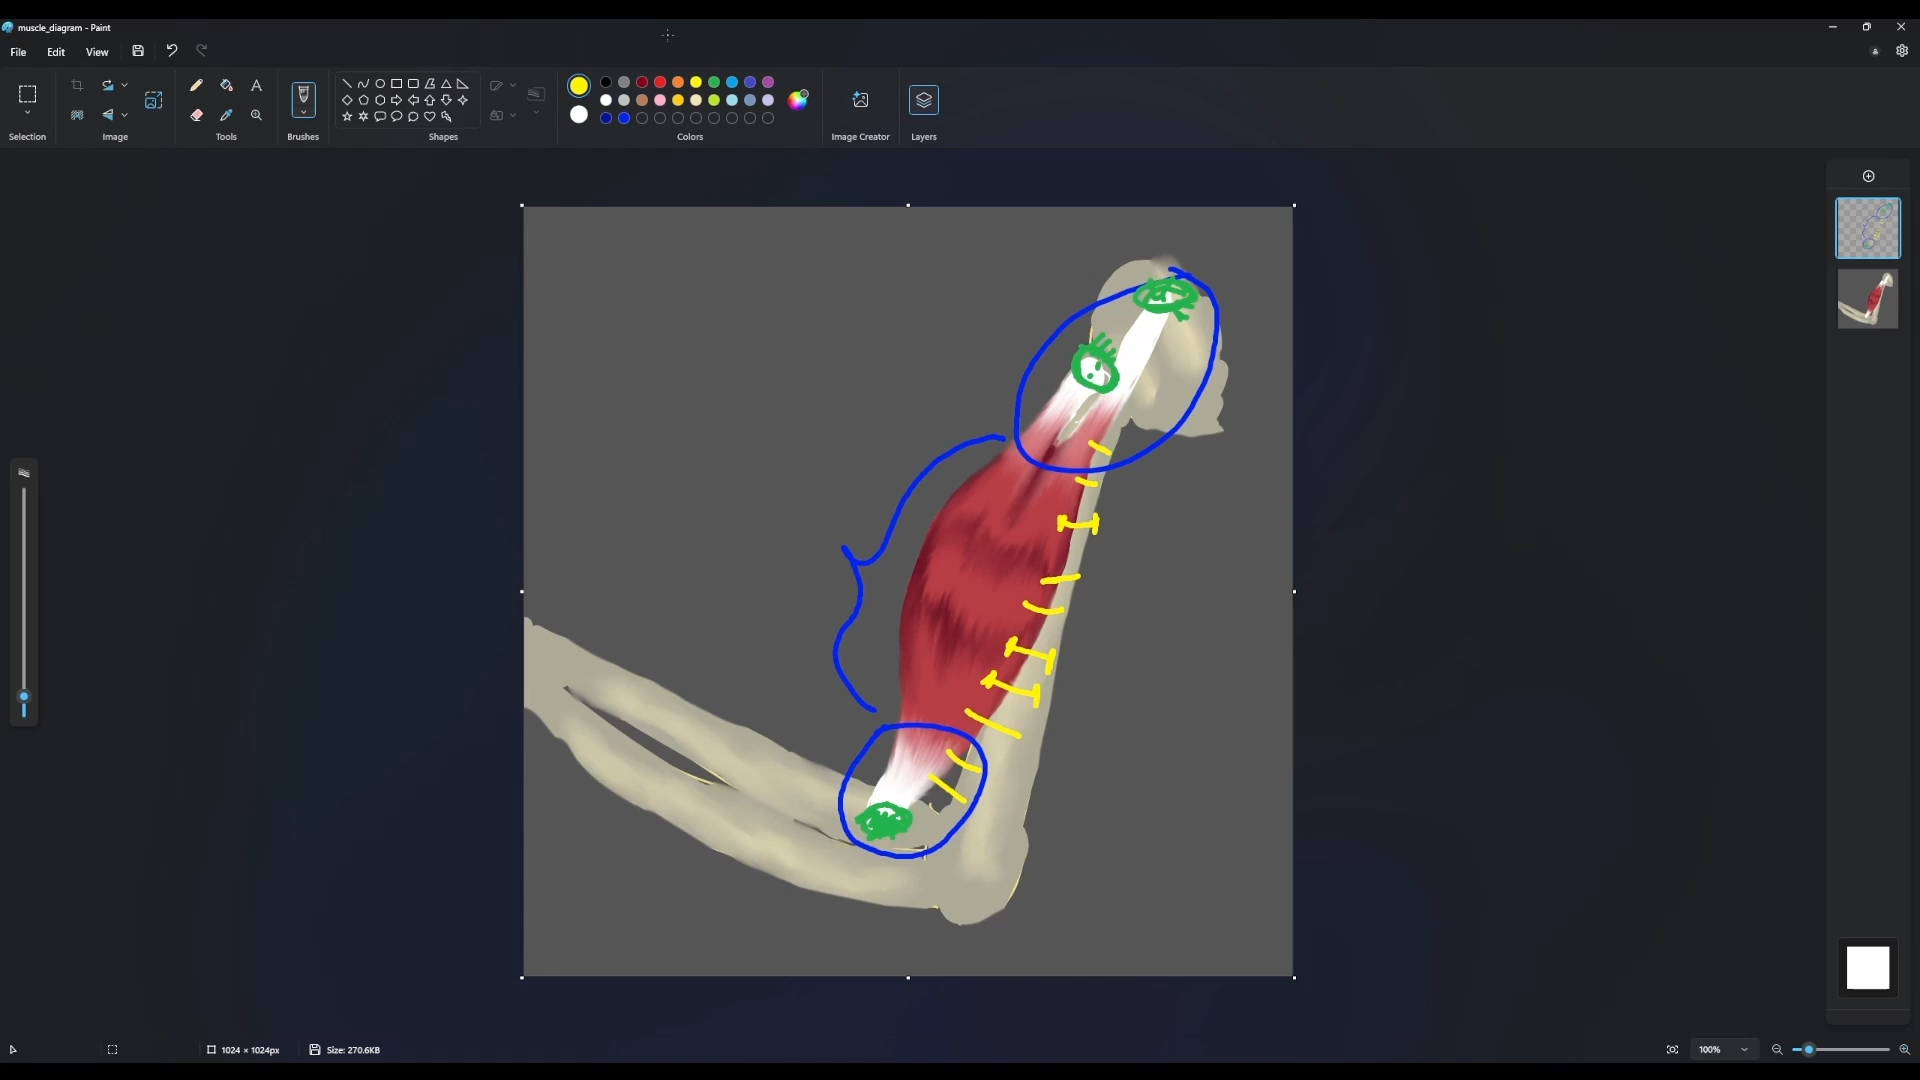 muscle_diagram - Paint
File Edit View
Selection Image Tools Brushes Shapes Colors Image Creator Layers
1024 × 1024px Size: 270.6KB 100%